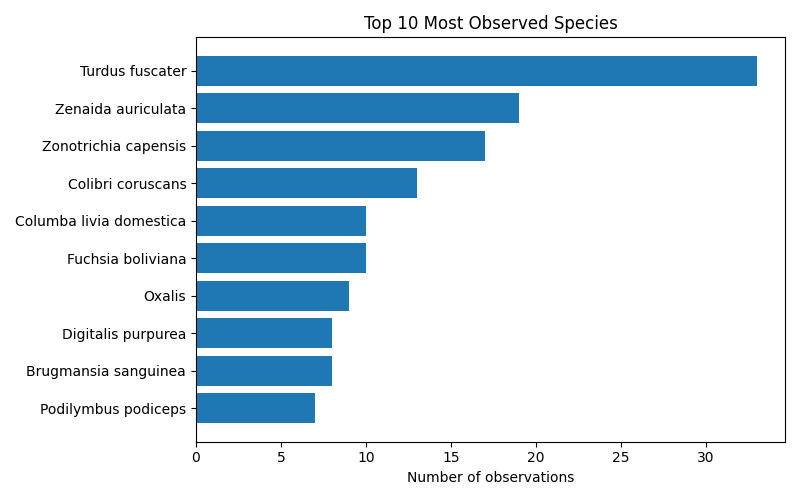 Top 10 Most Observed Species
Turdus fuscater
Zenaida auriculata
Zonotrichia capensis
Colibri coruscans
Columba livia domestica
Fuchsia boliviana
Oxalis
Digitalis purpurea
Brugmansia sanguinea
Podilymbus podiceps
0 5 10 15 20 25 30
Number of observations